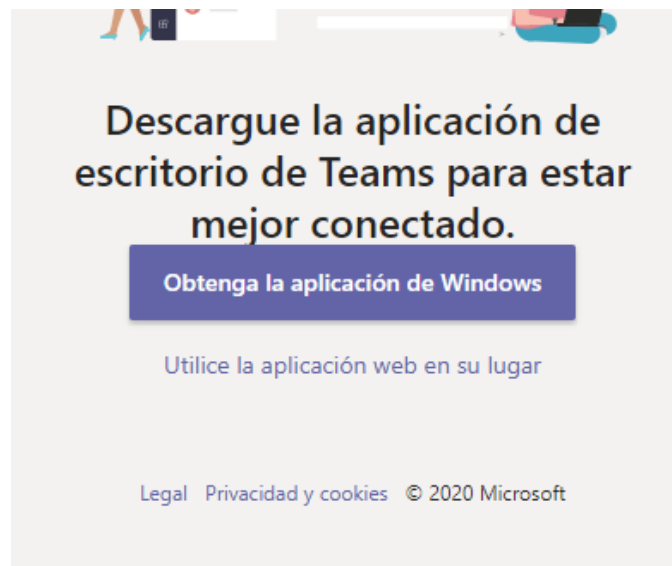 Descargue la aplicación de
escritorio de Teams para estar
mejor conectado.
Obtenga la aplicación de Windows
Utilice la aplicación web en su lugar
Legal Privacidad y cookies © 2020 Microsoft